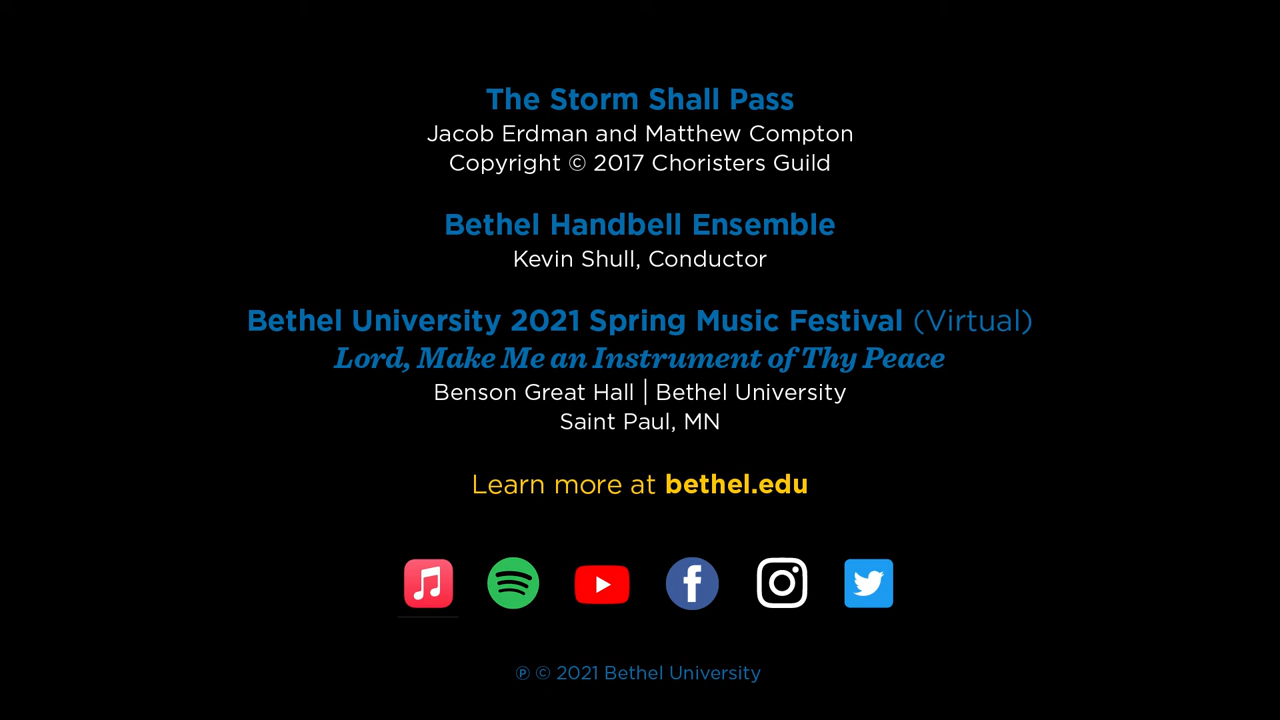 The Storm Shall Pass
Jacob Erdman and Matthew Compton
Copyright © 2017 Choristers Guild
Bethel Handbell Ensemble
Kevin Shull, Conductor
Bethel University 2021 Spring Music Festival (Virtual)
Lord, Make Me an Instrument of Thy Peace
Benson Great Hall | Bethel University
Saint Paul, MN
Learn more at bethel.edu
℗ © 2021 Bethel University